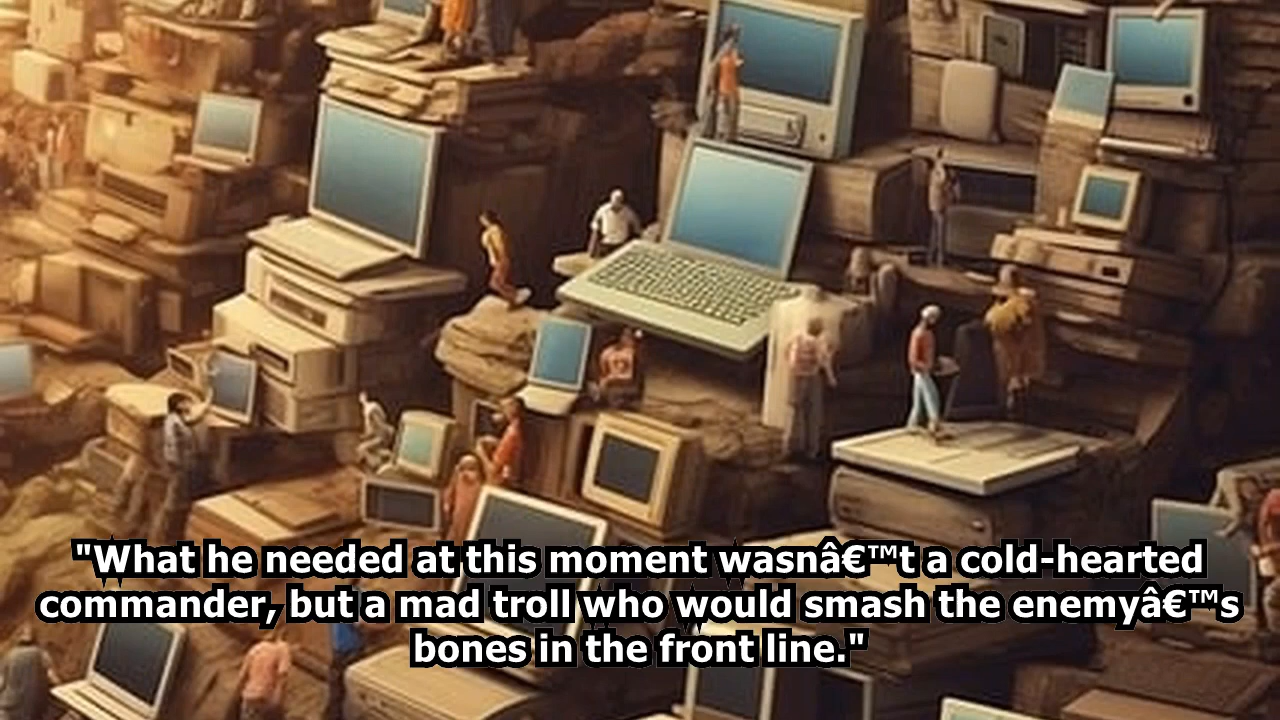 "What he needed at this moment wasnâ€™t a cold-hearted
commander, but a mad troll who would smash the enemyâ€™s
bones in the front line."